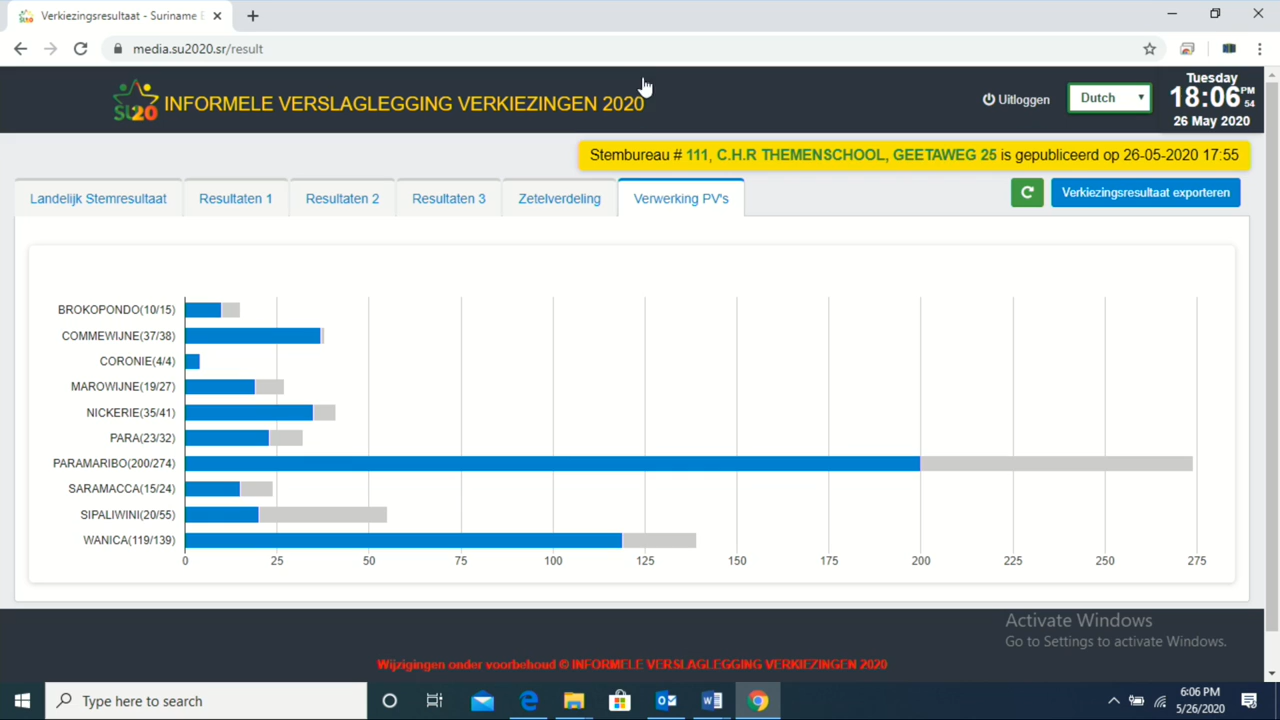 Verkiezingsresultaat - Suriname E
media.su2020.sr/result
SU20
INFORMELE VERSLAGLEGGING VERKIEZINGEN 2020
Uitloggen
Dutch
Tuesday
18:06 PM 54
26 May 2020
Stembureau # 111, C.H.R THEMENSCHOOL, GEETAWEG 25 is gepubliceerd op 26-05-2020 17:55
Landelijk Stemresultaat Resultaten 1 Resultaten 2 Resultaten 3 Zetelverdeling Verwerking PV's
Verkiezingsresultaat exporteren
BROKOPONDO(10/15)
COMMEWIJNE(37/38)
CORONIE(4/4)
MAROWIJNE(19/27)
NICKERIE(35/41)
PARA(23/32)
PARAMARIBO(200/274)
SARAMACCA(15/24)
SIPALIWINI(20/55)
WANICA(119/139)
0 25 50 75 100 125 150 175 200 225 250 275
Activate Windows
Go to Settings to activate Windows.
Wijzigingen onder voorbehoud © INFORMELE VERSLAGLEGGING VERKIEZINGEN 2020
Type here to search
6:06 PM
5/26/2020